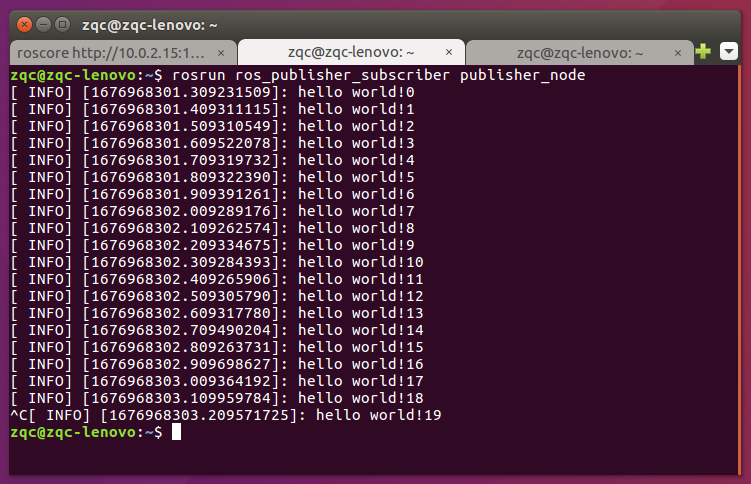 zqc@zqc-lenovo: ~
roscore http://10.0.2.15:1... × zqc@zqc-lenovo: ~ × zqc@zqc-lenovo: ~ ×
zqc@zqc-lenovo:~$ rosrun ros_publisher_subscriber publisher_node
[ INFO] [1676968301.309231509]: hello world!0
[ INFO] [1676968301.409311115]: hello world!1
[ INFO] [1676968301.509310549]: hello world!2
[ INFO] [1676968301.609522078]: hello world!3
[ INFO] [1676968301.709319732]: hello world!4
[ INFO] [1676968301.809322390]: hello world!5
[ INFO] [1676968301.909391261]: hello world!6
[ INFO] [1676968302.009289176]: hello world!7
[ INFO] [1676968302.109262574]: hello world!8
[ INFO] [1676968302.209334675]: hello world!9
[ INFO] [1676968302.309284393]: hello world!10
[ INFO] [1676968302.409265906]: hello world!11
[ INFO] [1676968302.509305790]: hello world!12
[ INFO] [1676968302.609317780]: hello world!13
[ INFO] [1676968302.709490204]: hello world!14
[ INFO] [1676968302.809263731]: hello world!15
[ INFO] [1676968302.909698627]: hello world!16
[ INFO] [1676968303.009364192]: hello world!17
[ INFO] [1676968303.109959784]: hello world!18
^C[ INFO] [1676968303.209571725]: hello world!19
zqc@zqc-lenovo:~$